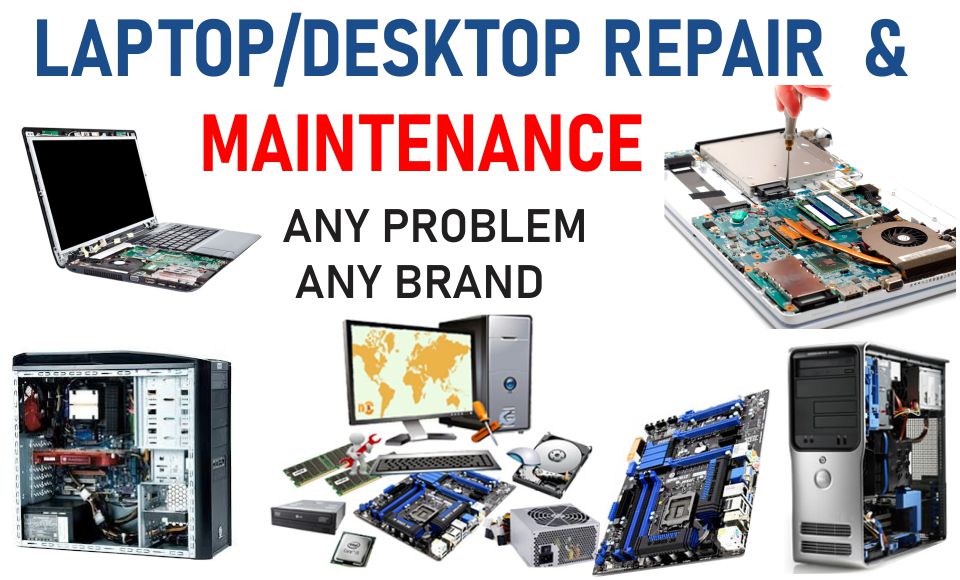 LAPTOP/DESKTOP REPAIR &
MAINTENANCE
ANY PROBLEM
ANY BRAND